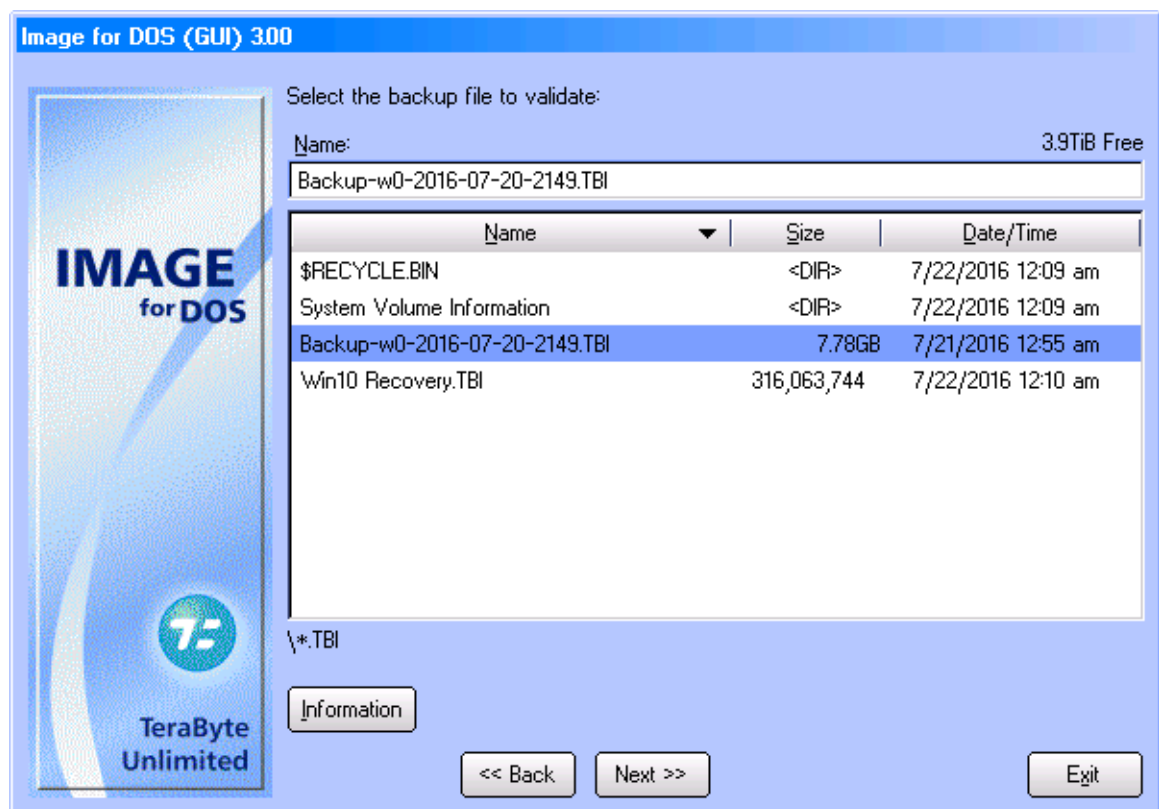 Image for DOS (GUI) 3.00
Select the backup file to validate:
Name: 3.9TiB Free
Backup-w0-2016-07-20-2149.TBI
Name Size Date/Time
$RECYCLE.BIN <DIR> 7/22/2016 12:09 am
System Volume Information <DIR> 7/22/2016 12:09 am
Backup-w0-2016-07-20-2149.TBI 7.78GB 7/21/2016 12:55 am
Win10 Recovery.TBI 316,063,744 7/22/2016 12:10 am
\*.TBI
Information
<< Back Next >> Exit
IMAGE
for DOS
TeraByte
Unlimited